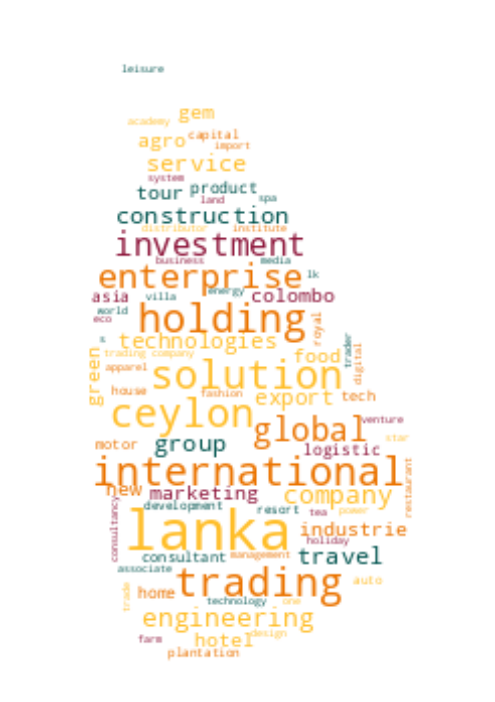 leisure
gem
academy
capital
agro
import
service
system
tour product
land spa
construction
distributor institute
investment
business media
enterprise lk
energy
asia villa colombo
world
eco
holding
royal
s technologies
trader
trading company food
digital
apparel
green
solution
house fashion export tech
ceylon
venture
global
star
motor group
logistic
international
restaurant
new marketing company
development resort tea power
consultancy
lanka
industrie
holiday
consultant management travel
associate
trading
auto
trade
home
technology one
engineering
design
farm hotel
plantation